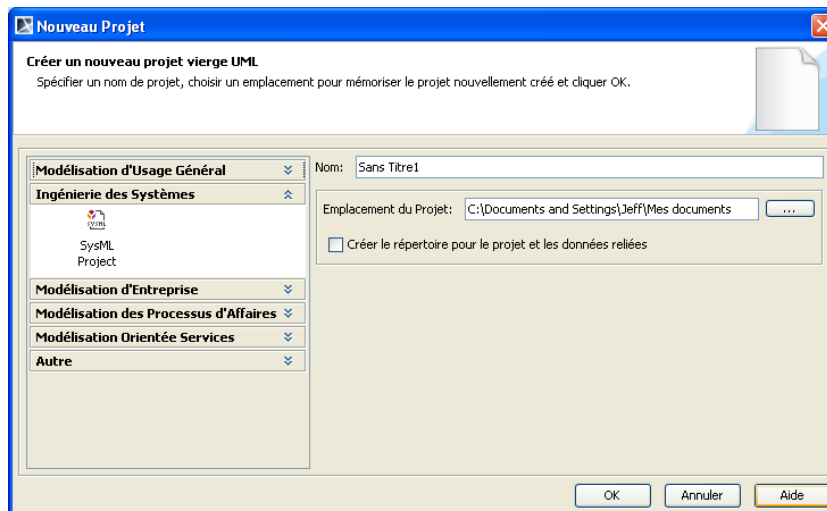 Nouveau Projet
Créer un nouveau projet vierge UML
Spécifier un nom de projet, choisir un emplacement pour mémoriser le projet nouvellement créé et cliquer OK.
Modélisation d'Usage Général
Ingénierie des Systèmes
SYSML
SysML
Project
Modélisation d'Entreprise
Modélisation des Processus d'Affaires
Modélisation Orientée Services
Autre
Nom: Sans Titre1
Emplacement du Projet: C:\Documents and Settings\Jeff\Mes documents ...
Créer le répertoire pour le projet et les données reliées
OK Annuler Aide